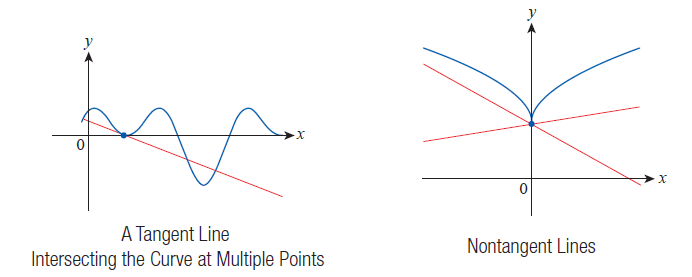 y
x
0
A Tangent Line
Intersecting the Curve at Multiple Points
y
x
0
Nontangent Lines